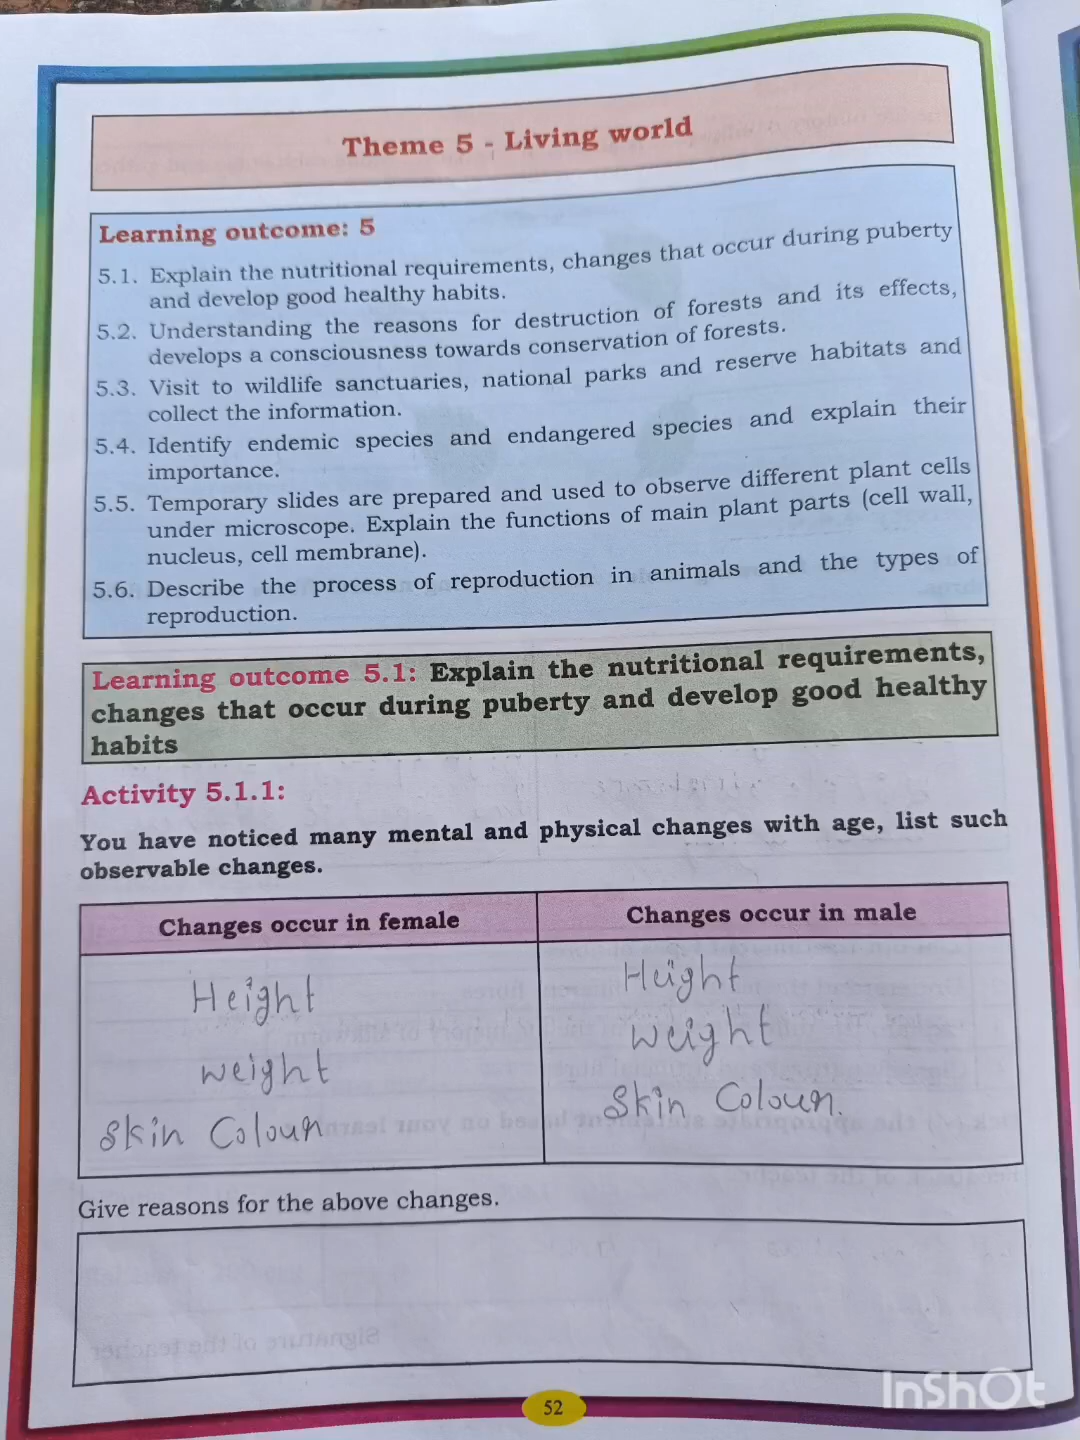 Theme 5 - Living world
Learning outcome: 5
5.1. Explain the nutritional requirements, changes that occur during puberty
and develop good healthy habits.
5.2. Understanding the reasons for destruction of forests and its effects,
develops a consciousness towards conservation of forests.
5.3. Visit to wildlife sanctuaries, national parks and reserve habitats and
collect the information.
5.4. Identify endemic species and endangered species and explain their
importance.
5.5. Temporary slides are prepared and used to observe different plant cells
under microscope. Explain the functions of main plant parts (cell wall,
nucleus, cell membrane).
5.6. Describe the process of reproduction in animals and the types of
reproduction.
Learning outcome 5.1: Explain the nutritional requirements,
changes that occur during puberty and develop good healthy
habits
Activity 5.1.1:
You have noticed many mental and physical changes with age, list such
observable changes.
Changes occur in female
Height
weight
Skin Colour
Changes occur in male
Height
weight
Skin Colour.
Give reasons for the above changes.
Signature of the teacher
52
InShOt